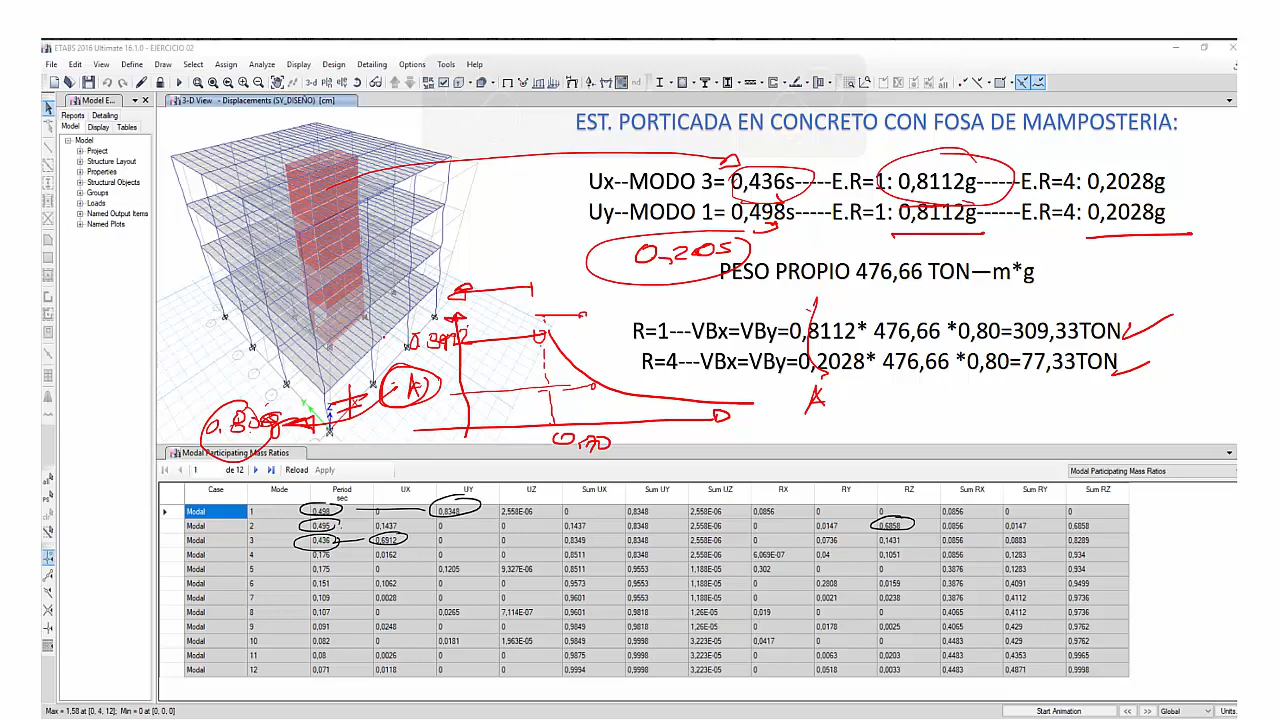 ETABS 2016 Ultimate 16.1.0 - EJERCICIO 02
File Edit View Define Draw Select Assign Analyze Display Design Detailing Options Tools Help
Model E...
3-D View - Displacements (SY_DISEÑO) [cm]
Reports Detailing
Model Display Tables
Model
Project
Structure Layout
Properties
Structural Objects
Groups
Loads
Named Output Items
Named Plots
EST. PORTICADA EN CONCRETO CON FOSA DE MAMPOSTERIA:
Ux--MODO 3= 0,436s-----E.R=1: 0,8112g------E.R=4: 0,2028g
Uy--MODO 1= 0,498s-----E.R=1: 0,8112g------E.R=4: 0,2028g
0,205
PESO PROPIO 476,66 TON—m*g
R=1---VBx=VBy=0,8112* 476,66 *0,80=309,33TON
R=4---VBx=VBy=0,2028* 476,66 *0,80=77,33TON
A
Z
Y
Modal Participating Mass Ratios
1 de 12 Reload Apply Modal Participating Mass Ratios
Case Mode Period sec UX UY UZ Sum UX Sum UY Sum UZ RX RY RZ Sum RX Sum RY Sum RZ
Modal 1 0,498 0 0,8348 2,558E-06 0 0,8348 2,558E-06 0,0856 0 0 0,0856 0 0
Modal 2 0,495 0,1437 0 0 0,1437 0,8348 2,558E-06 0 0,0147 0,6858 0,0856 0,0147 0,6858
Modal 3 0,436 0,6912 0 0 0,8349 0,8348 2,558E-06 0 0,0736 0,1431 0,0856 0,0883 0,8289
Modal 4 0,176 0,0162 0 0 0,8511 0,8348 2,558E-06 6,069E-07 0,04 0,1051 0,0856 0,1283 0,934
Modal 5 0,175 0 0,1205 9,327E-06 0,8511 0,9553 1,188E-05 0,302 0 0 0,3876 0,1283 0,934
Modal 6 0,151 0,1062 0 0 0,9573 0,9553 1,188E-05 0 0,2808 0,0159 0,3876 0,4091 0,9499
Modal 7 0,109 0,0028 0 0 0,9601 0,9553 1,188E-05 0 0,0021 0,0238 0,3876 0,4112 0,9736
Modal 8 0,107 0 0,0265 7,114E-07 0,9601 0,9818 1,26E-05 0,019 0 0 0,4065 0,4112 0,9736
Modal 9 0,091 0,0248 0 0 0,9849 0,9818 1,26E-05 0 0,0178 0,0025 0,4065 0,429 0,9762
Modal 10 0,082 0 0,0181 1,963E-05 0,9849 0,9998 3,223E-05 0,0417 0 0 0,4483 0,429 0,9762
Modal 11 0,08 0,0026 0 0 0,9875 0,9998 3,223E-05 0 0,0063 0,0203 0,4483 0,4354 0,9965
Modal 12 0,071 0,0118 0 0 0,9994 0,9998 3,223E-05 0 0,0518 0,0033 0,4483 0,4871 0,9998
Max = 1,58 at [0, 4, 12]; Min = 0 at [0, 0, 0] Start Animation << >> Global Units.